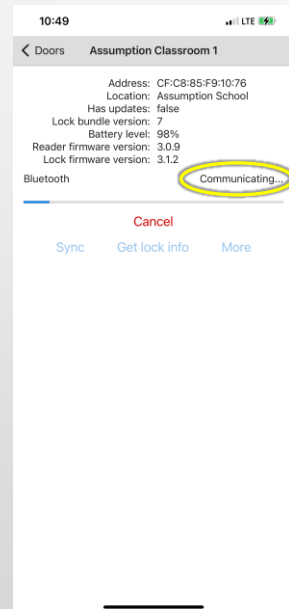 10:49 LTE
Doors Assumption Classroom 1
Address: CF:C8:85:F9:10:76
Location: Assumption School
Has updates: false
Lock bundle version: 7
Battery level: 98%
Reader firmware version: 3.0.9
Lock firmware version: 3.1.2
Bluetooth Communicating...
Cancel
Sync Get lock info More